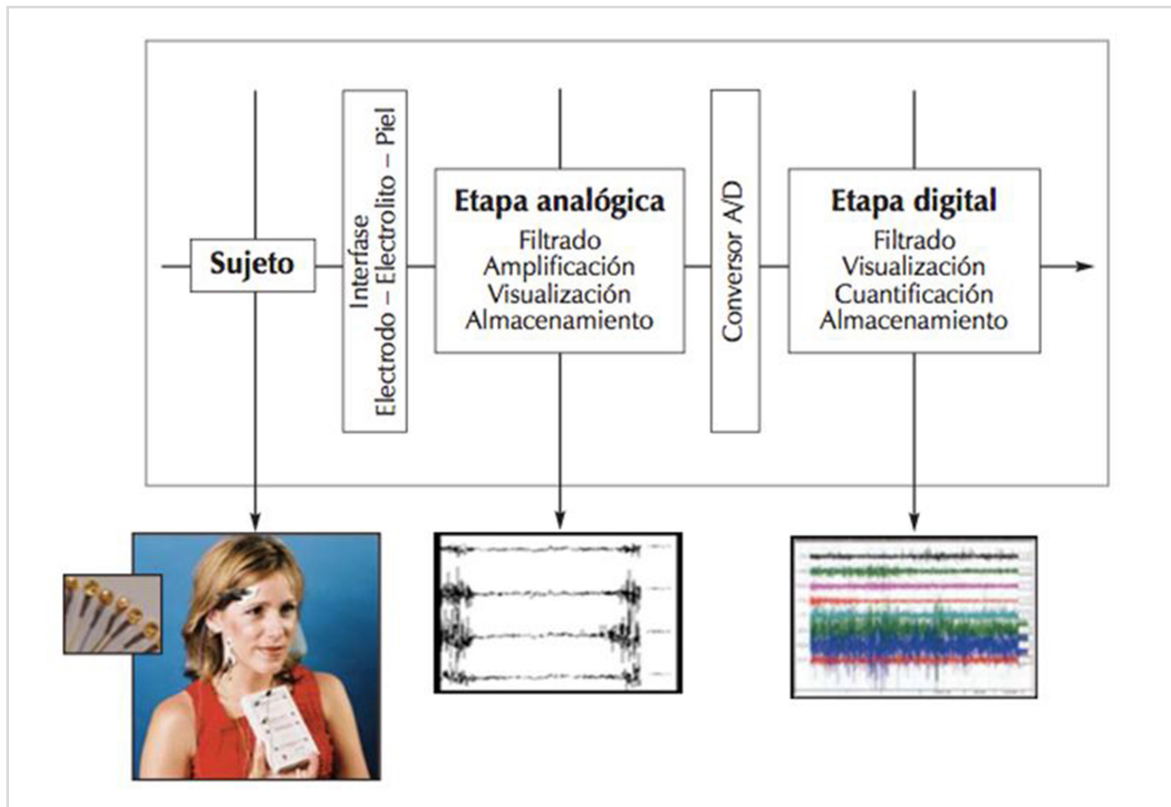 Sujeto
Interfase
Electrodo – Electrolito – Piel
Etapa analógica
Filtrado
Amplificación
Visualización
Almacenamiento
Conversor A/D
Etapa digital
Filtrado
Visualización
Cuantificación
Almacenamiento